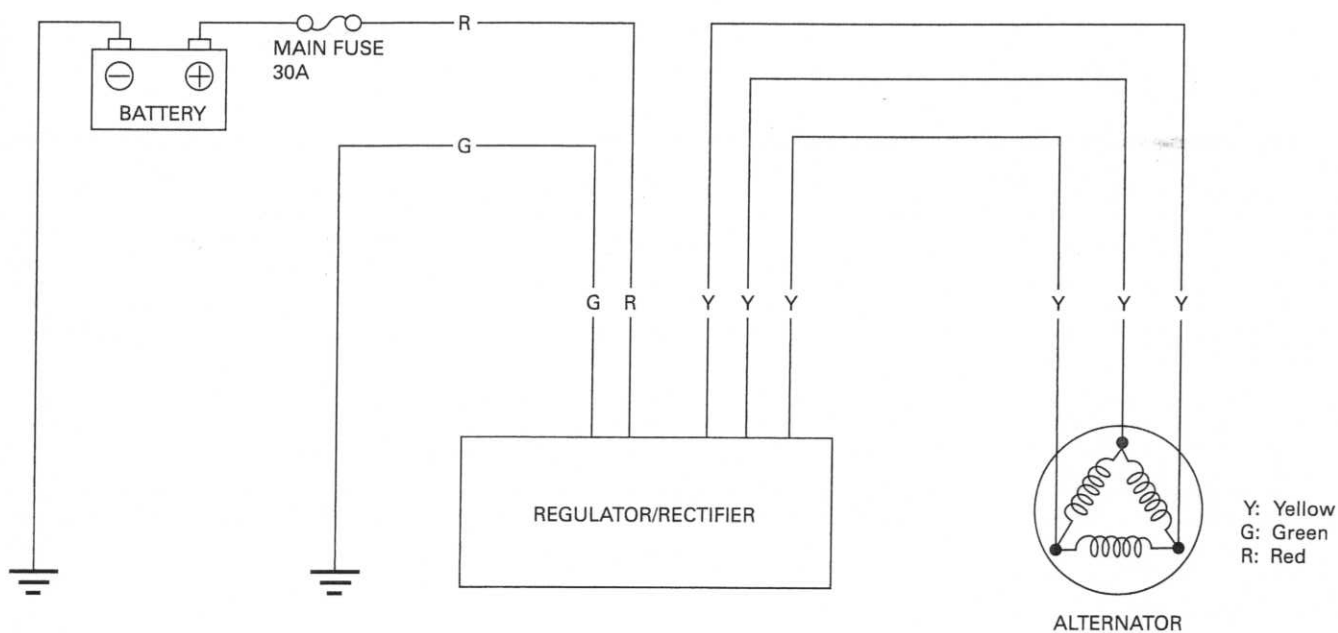 R
MAIN FUSE
30A
− +
BATTERY
G
G R Y Y Y Y Y Y
REGULATOR/RECTIFIER
Y: Yellow
G: Green
R: Red
ALTERNATOR